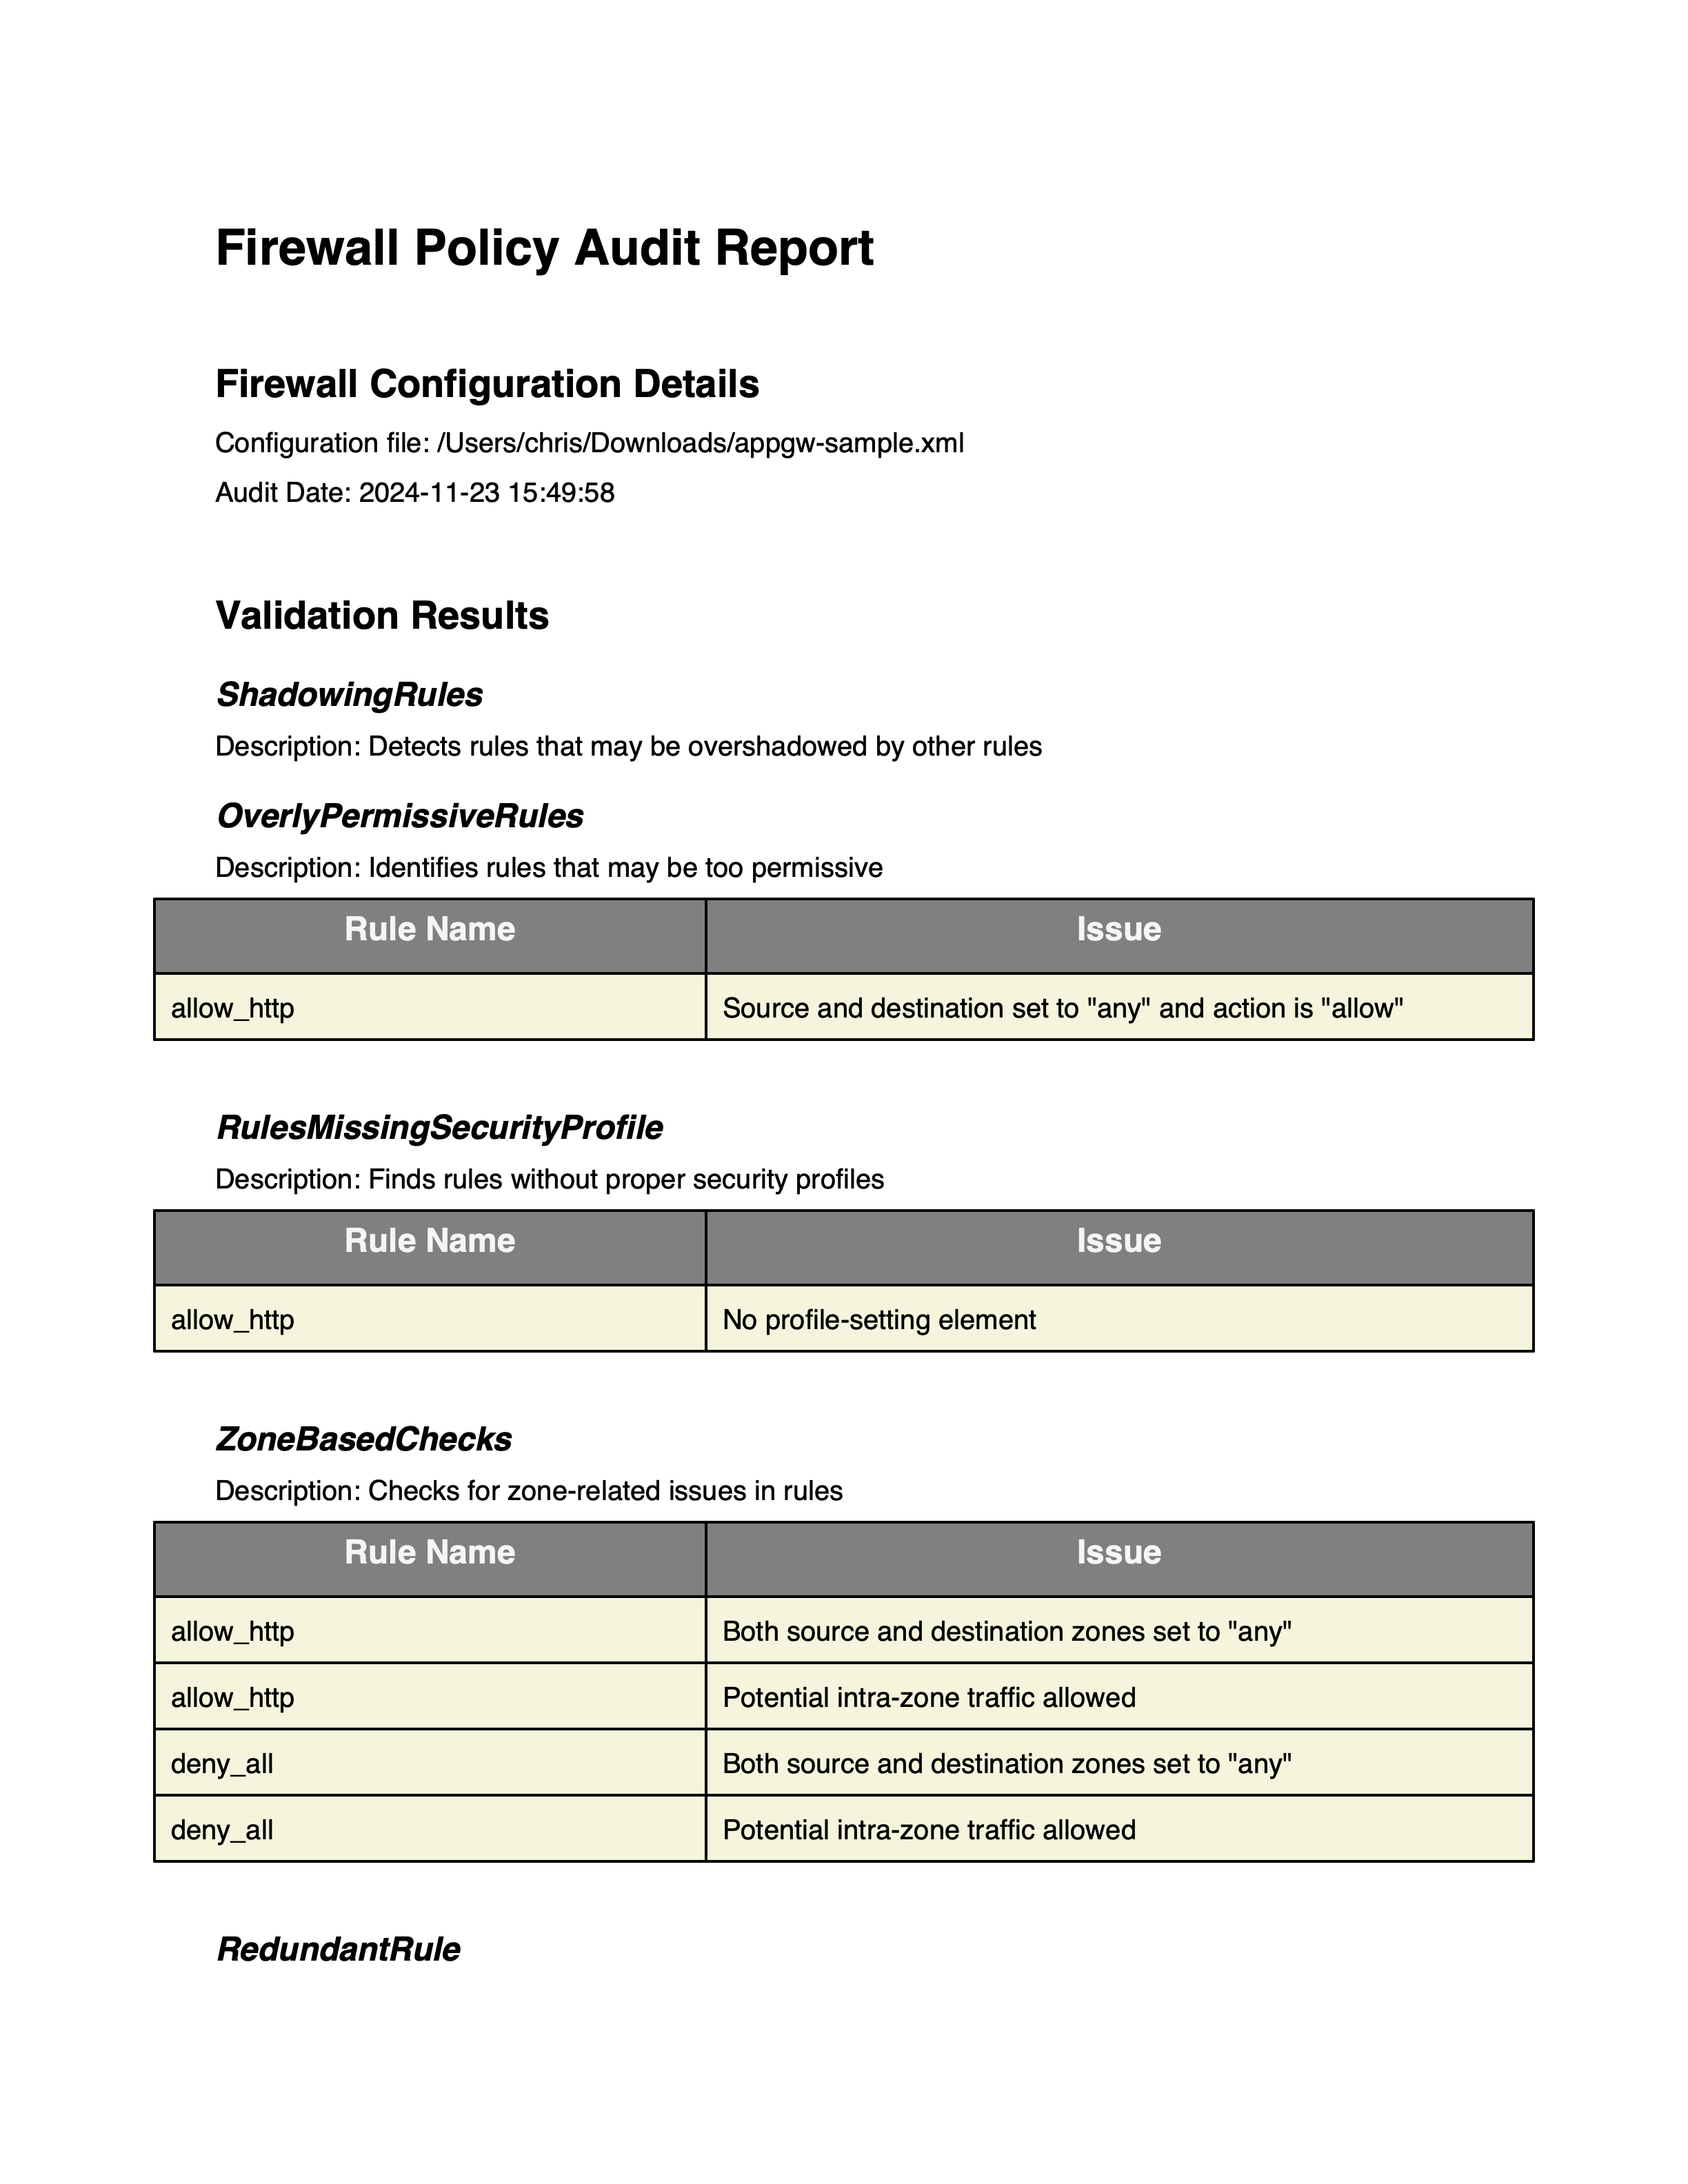 Firewall Policy Audit Report
Firewall Configuration Details
Configuration file: /Users/chris/Downloads/appgw-sample.xml
Audit Date: 2024-11-23 15:49:58
Validation Results
ShadowingRules
Description: Detects rules that may be overshadowed by other rules
OverlyPermissiveRules
Description: Identifies rules that may be too permissive
Rule Name Issue
allow_http Source and destination set to "any" and action is "allow"
RulesMissingSecurityProfile
Description: Finds rules without proper security profiles
Rule Name Issue
allow_http No profile-setting element
ZoneBasedChecks
Description: Checks for zone-related issues in rules
Rule Name Issue
allow_http Both source and destination zones set to "any"
allow_http Potential intra-zone traffic allowed
deny_all Both source and destination zones set to "any"
deny_all Potential intra-zone traffic allowed
RedundantRule